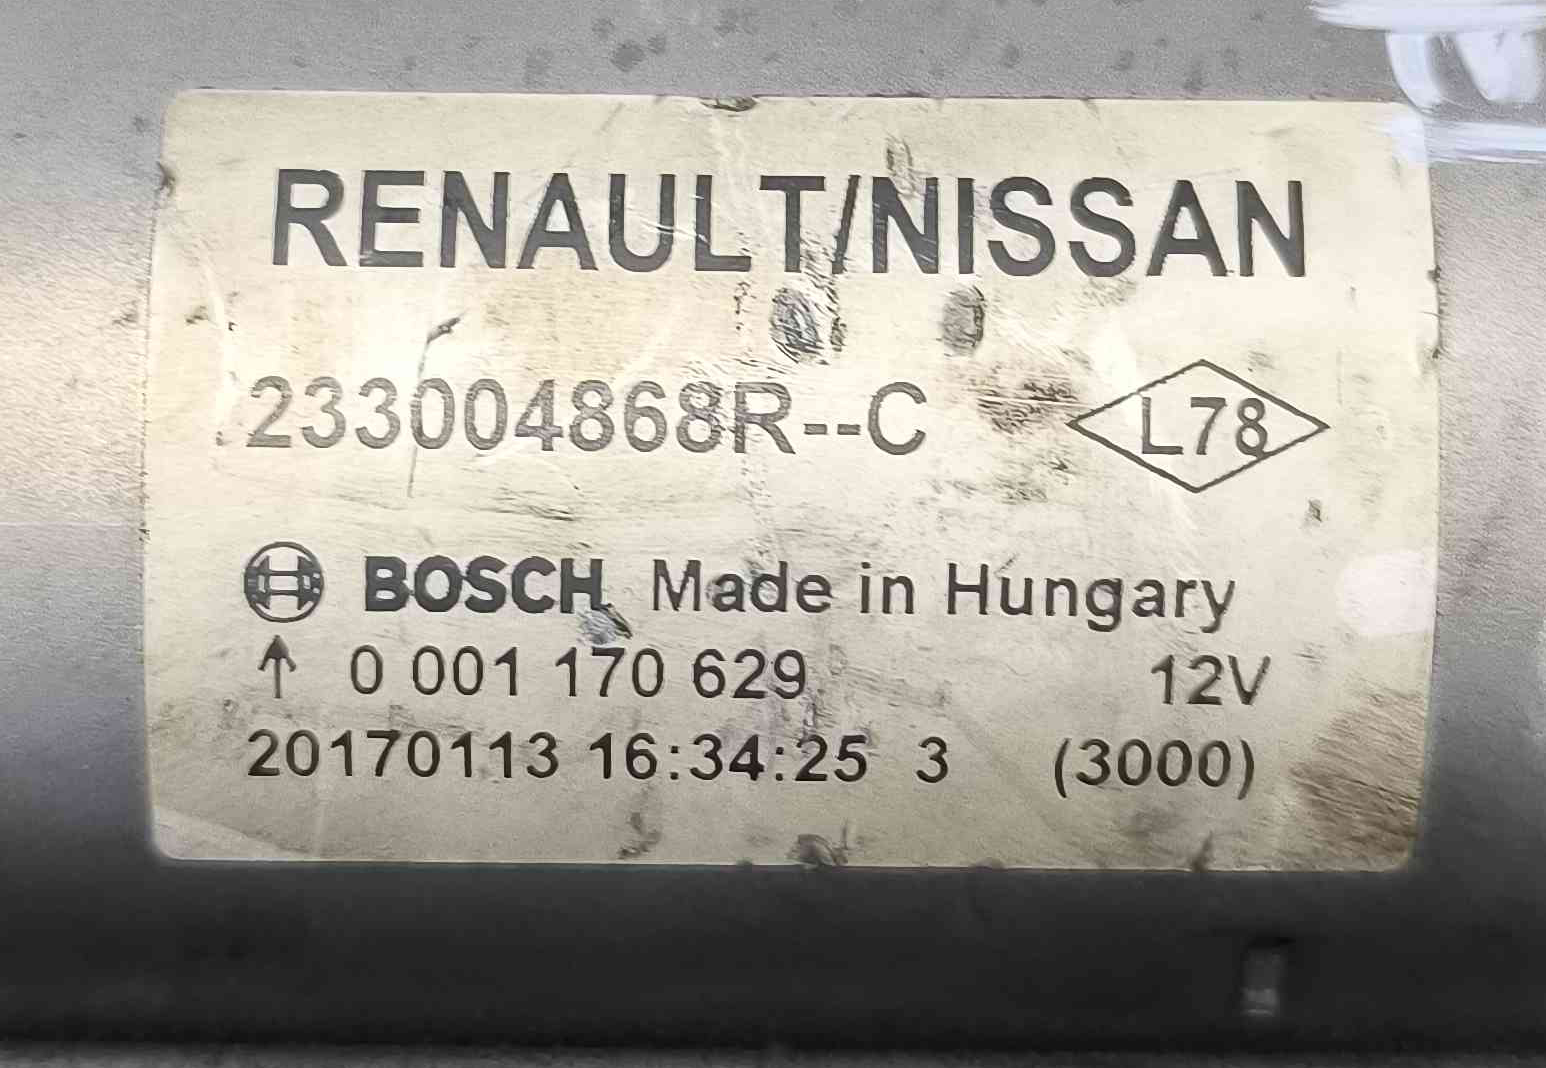 RENAULT/NISSAN
233004868R--C
L78
BOSCH Made in Hungary
↑ 0 001 170 629 12V
20170113 16:34:25 3 (3000)